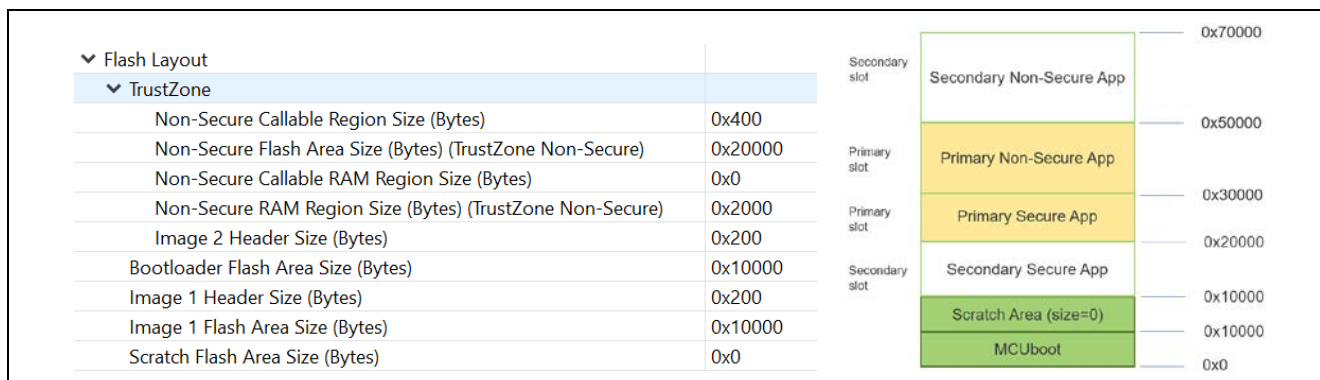 Flash Layout
TrustZone
Non-Secure Callable Region Size (Bytes) 0x400
Non-Secure Flash Area Size (Bytes) (TrustZone Non-Secure) 0x20000
Non-Secure Callable RAM Region Size (Bytes) 0x0
Non-Secure RAM Region Size (Bytes) (TrustZone Non-Secure) 0x2000
Image 2 Header Size (Bytes) 0x200
Bootloader Flash Area Size (Bytes) 0x10000
Image 1 Header Size (Bytes) 0x200
Image 1 Flash Area Size (Bytes) 0x10000
Scratch Flash Area Size (Bytes) 0x0
0x70000
Secondary
slot
Secondary Non-Secure App
0x50000
Primary
slot
Primary Non-Secure App
0x30000
Primary
slot
Primary Secure App
0x20000
Secondary
slot
Secondary Secure App
0x10000
Scratch Area (size=0)
0x10000
MCUboot
0x0